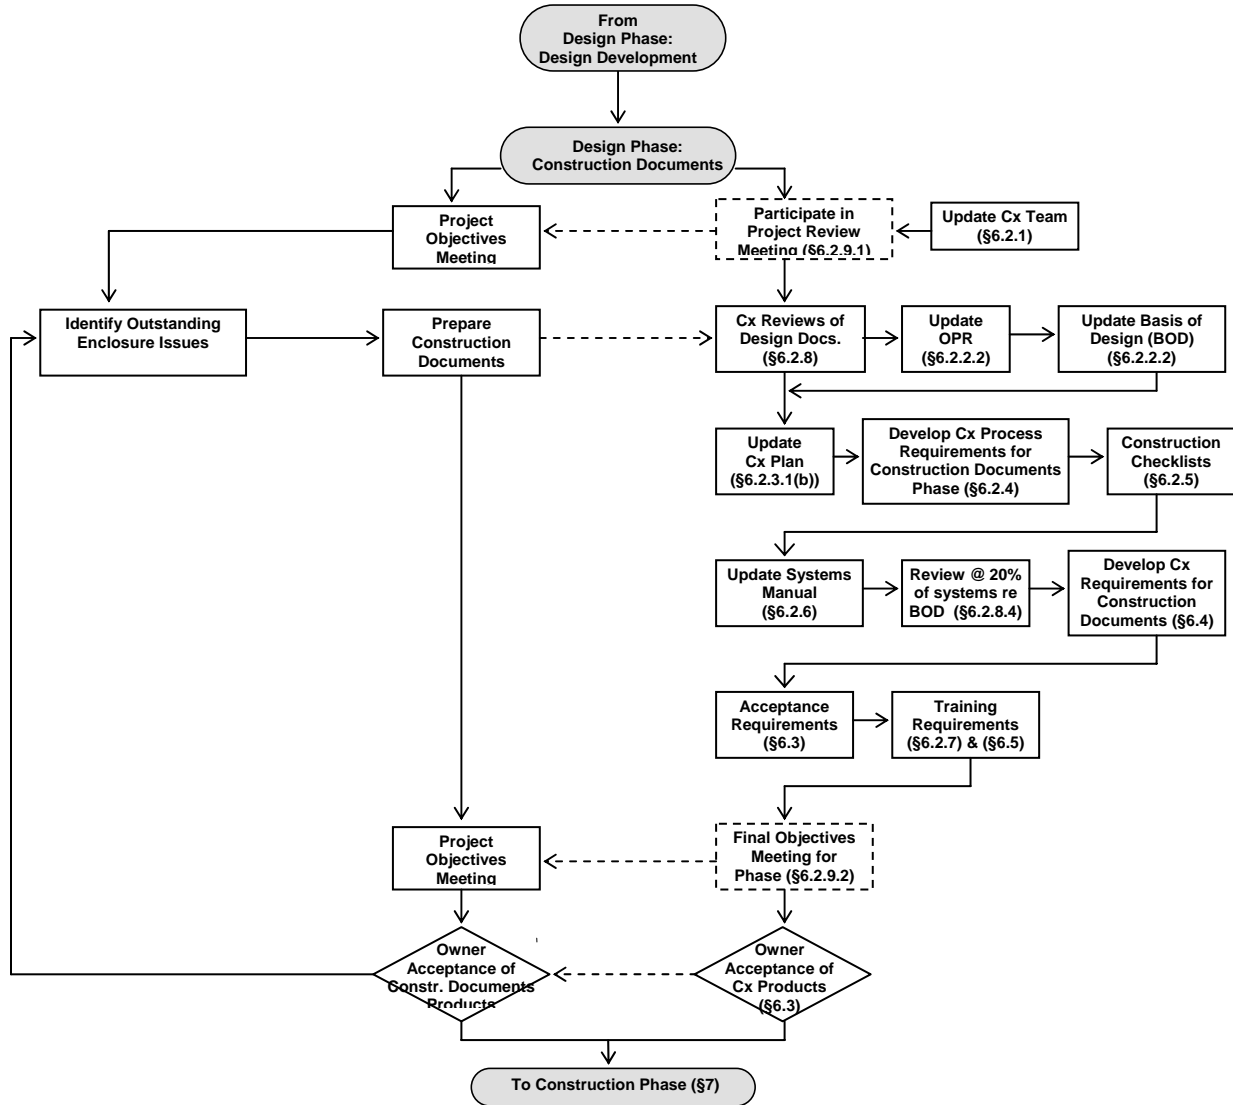 From
Design Phase:
Design Development
Design Phase:
Construction Documents
Project
Objectives
Meeting
Participate in
Project Review
Meeting (§6.2.9.1)
Update Cx Team
(§6.2.1)
Identify Outstanding
Enclosure Issues
Prepare
Construction
Documents
Cx Reviews of
Design Docs.
(§6.2.8)
Update
OPR
(§6.2.2.2)
Update Basis of
Design (BOD)
(§6.2.2.2)
Update
Cx Plan
(§6.2.3.1(b))
Develop Cx Process
Requirements for
Construction Documents
Phase (§6.2.4)
Construction
Checklists
(§6.2.5)
Update Systems
Manual
(§6.2.6)
Review @ 20%
of systems re
BOD (§6.2.8.4)
Develop Cx
Requirements for
Construction
Documents (§6.4)
Acceptance
Requirements
(§6.3)
Training
Requirements
(§6.2.7) & (§6.5)
Project
Objectives
Meeting
Final Objectives
Meeting for
Phase (§6.2.9.2)
Owner
Acceptance of
Constr. Documents
Products
Owner
Acceptance of
Cx Products
(§6.3)
To Construction Phase (§7)